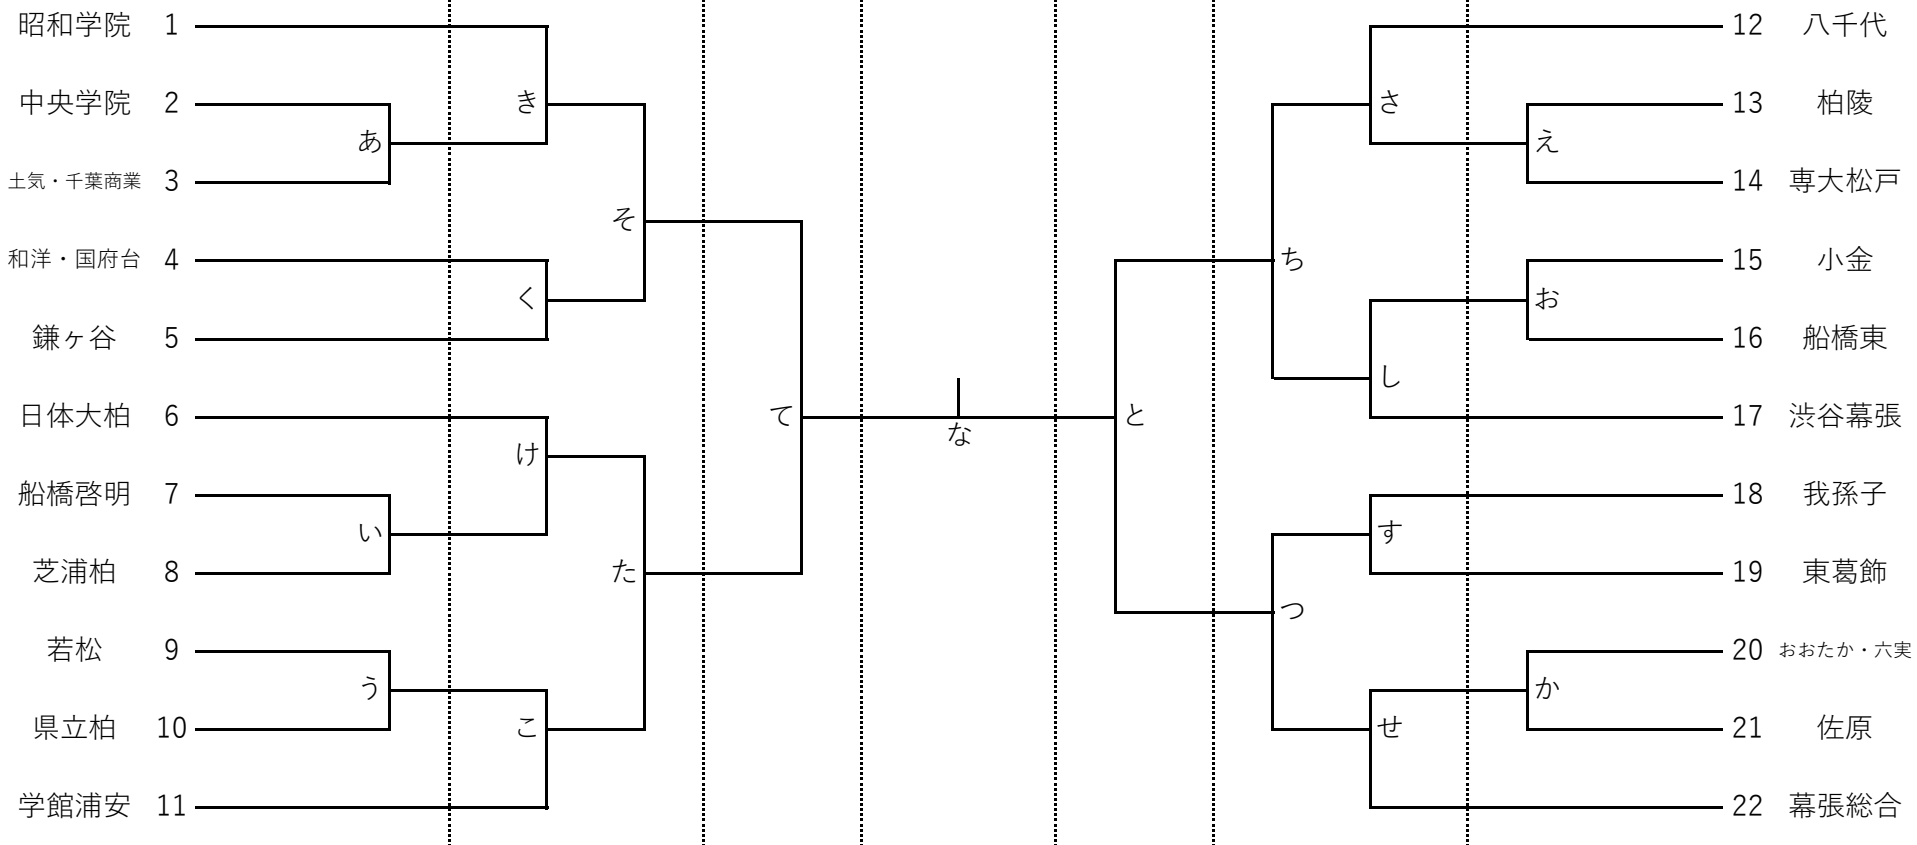 昭和学院 1
中央学院 2
土気・千葉商業 3
和洋・国府台 4
鎌ヶ谷 5
日体大柏 6
船橋啓明 7
芝浦柏 8
若松 9
県立柏 10
学館浦安 11
あ
い
う
き
く
け
こ
そ
た
て
な
と
ち
つ
さ
し
す
せ
え
お
か
12 八千代
13 柏陵
14 専大松戸
15 小金
16 船橋東
17 渋谷幕張
18 我孫子
19 東葛飾
20 おおたか・六実
21 佐原
22 幕張総合